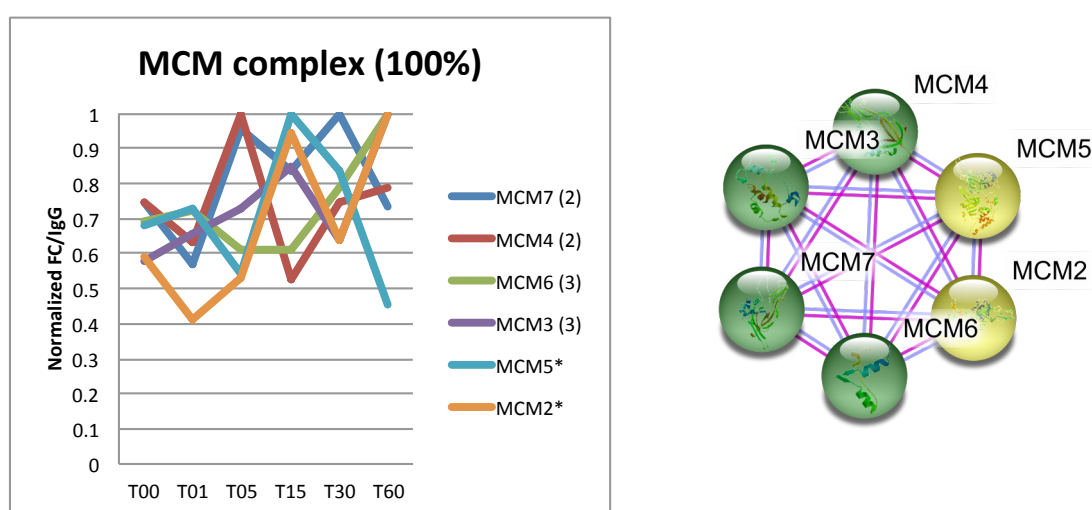 MCM complex (100%)
Normalized FC/IgG
1
0.9
0.8
0.7
0.6
0.5
0.4
0.3
0.2
0.1
0
T00 T01 T05 T15 T30 T60
MCM7 (2)
MCM4 (2)
MCM6 (3)
MCM3 (3)
MCM5*
MCM2*
MCM4
MCM3
MCM5
MCM7
MCM2
MCM6